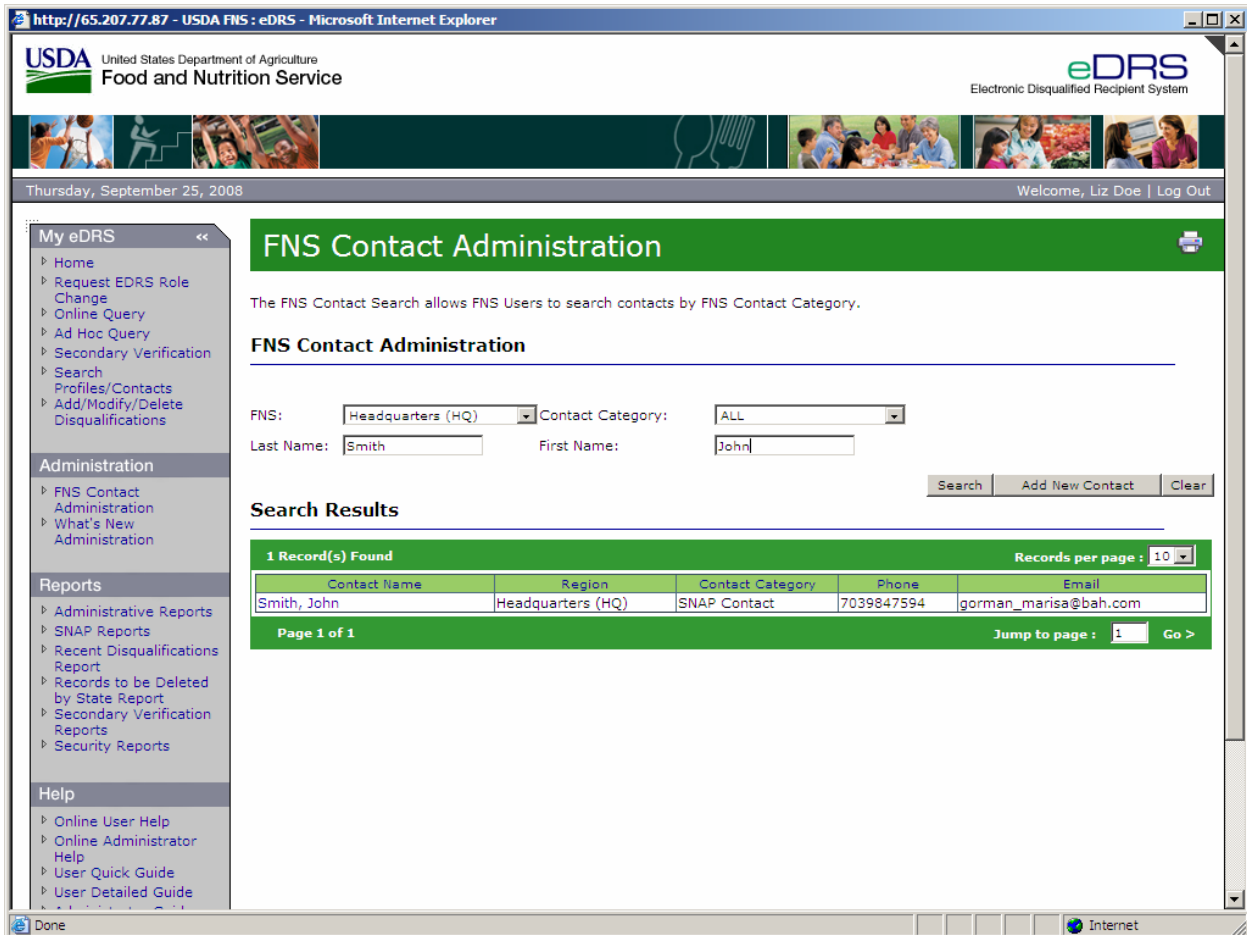 http://65.207.77.87 - USDA FNS : eDRS - Microsoft Internet Explorer
USDA United States Department of Agriculture
Food and Nutrition Service
eDRS
Electronic Disqualified Recipient System
Thursday, September 25, 2008 Welcome, Liz Doe | Log Out
My eDRS <<
Home
Request EDRS Role
Change
Online Query
Ad Hoc Query
Secondary Verification
Search
Profiles/Contacts
Add/Modify/Delete
Disqualifications
Administration
FNS Contact
Administration
What's New
Administration
Reports
Administrative Reports
SNAP Reports
Recent Disqualifications
Report
Records to be Deleted
by State Report
Secondary Verification
Reports
Security Reports
Help
Online User Help
Online Administrator
Help
User Quick Guide
User Detailed Guide
FNS Contact Administration
The FNS Contact Search allows FNS Users to search contacts by FNS Contact Category.
FNS Contact Administration
FNS: Headquarters (HQ) Contact Category: ALL
Last Name: Smith First Name: John
Search Add New Contact Clear
Search Results
1 Record(s) Found Records per page : 10
Contact Name Region Contact Category Phone Email
Smith, John Headquarters (HQ) SNAP Contact 7039847594 gorman_marisa@bah.com
Page 1 of 1 Jump to page : 1 Go >
Done Internet